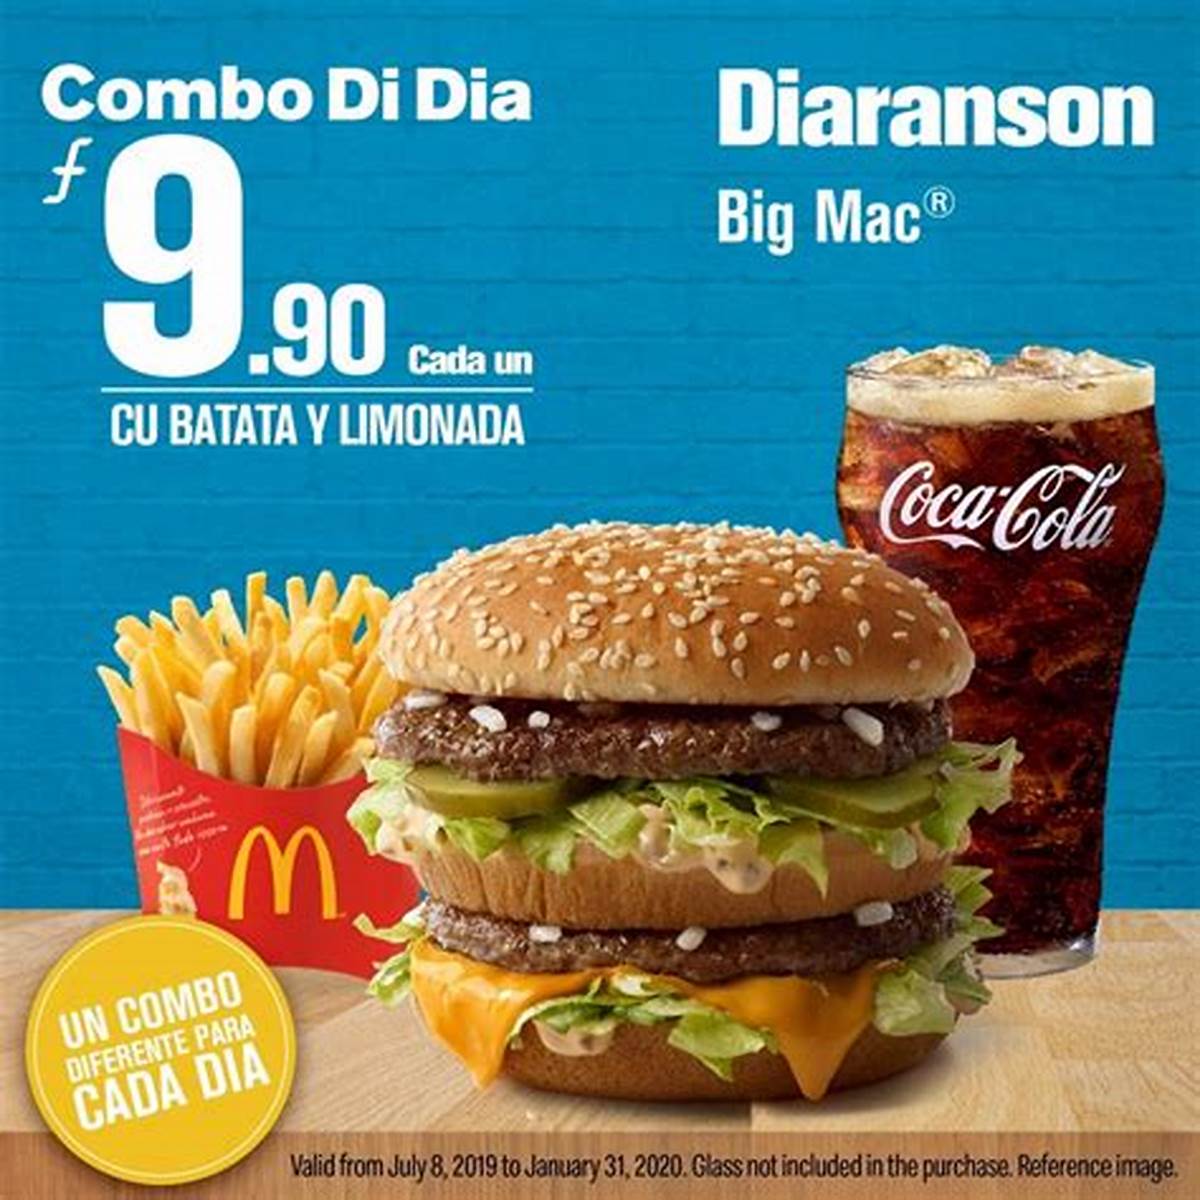 Combo Di Dia
ƒ 9.90 Cada un
CU BATATA Y LIMONADA
Diaranson
Big Mac®
Coca-Cola
M
UN COMBO
DIFERENTE PARA
CADA DIA
Valid from July 8, 2019 to January 31, 2020. Glass not included in the purchase. Reference image.